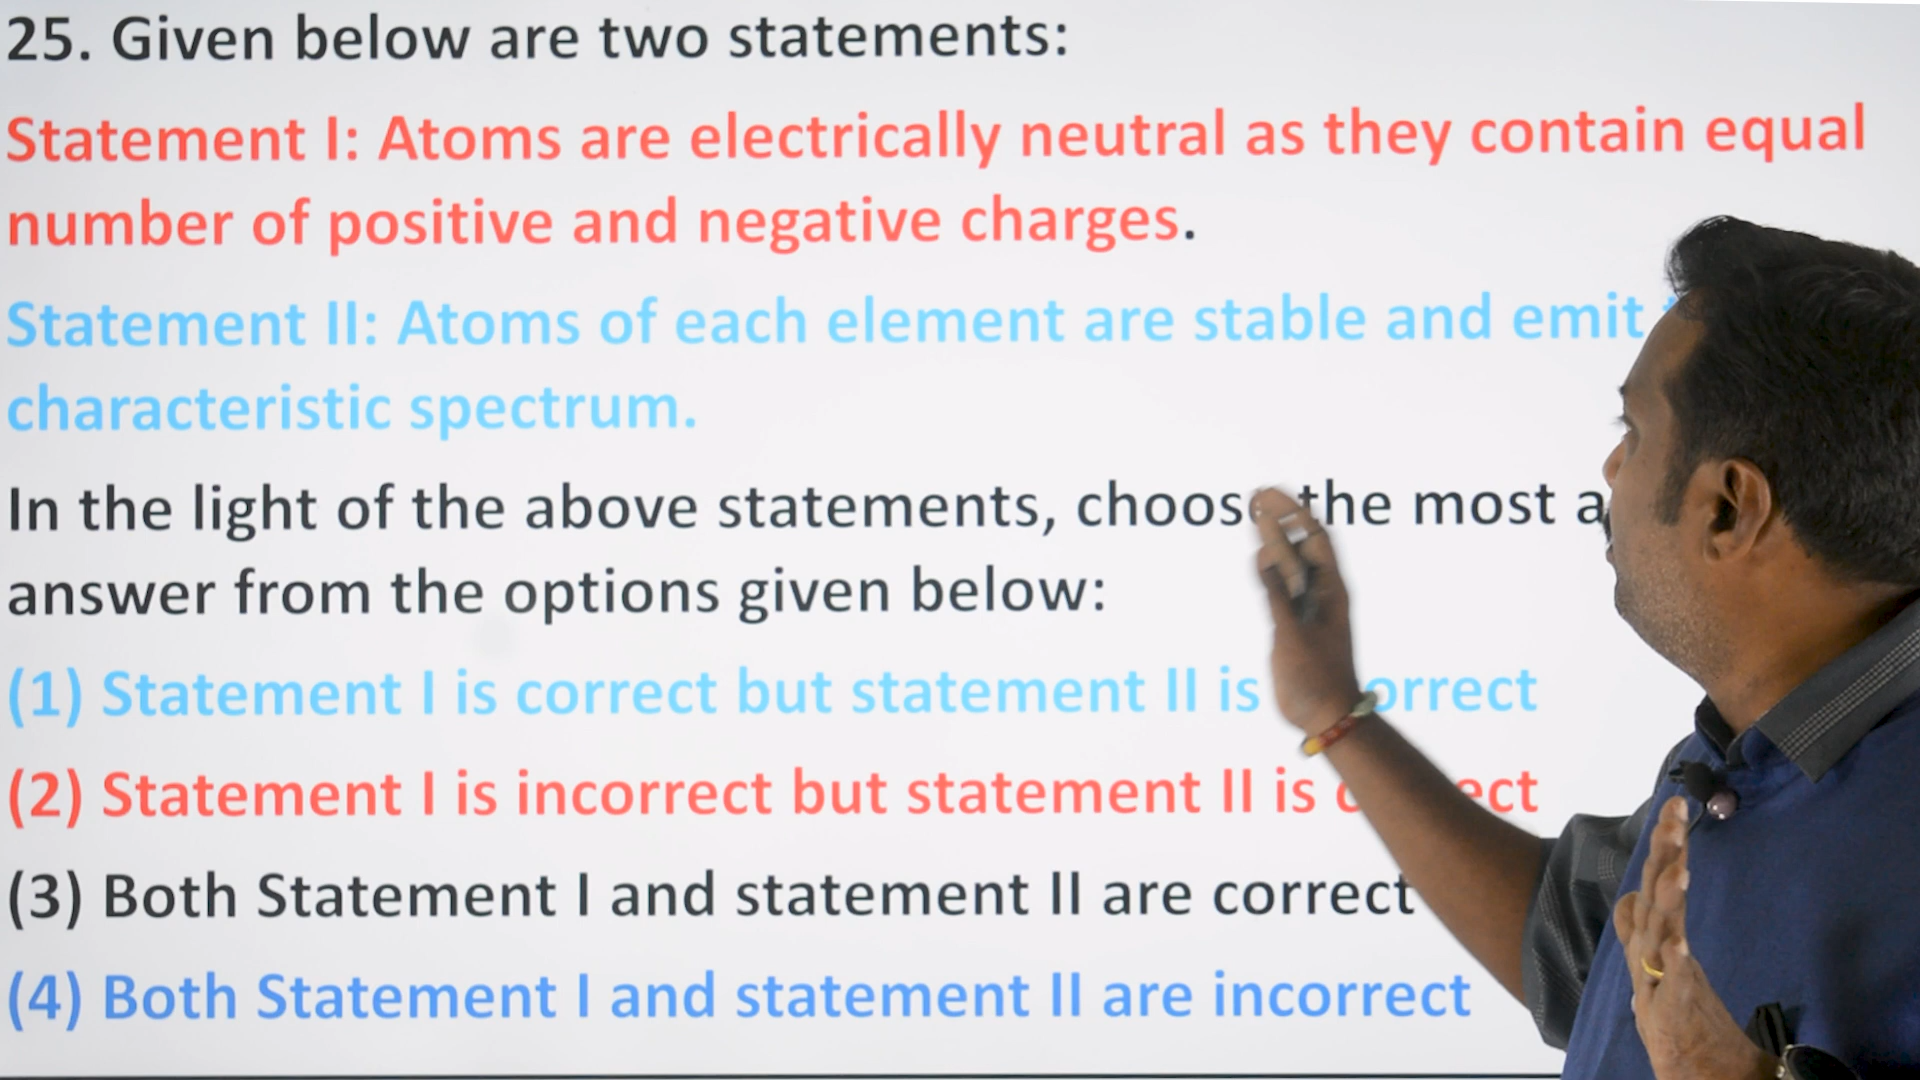 25. Given below are two statements:
Statement I: Atoms are electrically neutral as they contain equal
number of positive and negative charges.
Statement II: Atoms of each element are stable and emit
characteristic spectrum.
In the light of the above statements, choose the most
answer from the options given below:
(1) Statement I is correct but statement II is
(2) Statement I is incorrect but statement II is
(3) Both Statement I and statement II are correct
(4) Both Statement I and statement II are incorrect